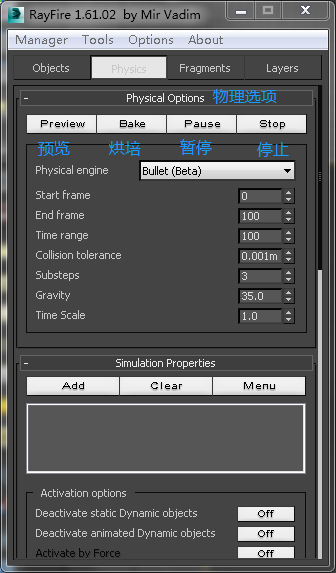 RayFire 1.61.02 by Mir Vadim
Manager Tools Options About
Objects Physics Fragments Layers
- Physical Options 物理选项
Preview Bake Pause Stop
预览 烘培 暂停 停止
Physical engine Bullet (Beta)
Start frame 0
End frame 100
Time range 100
Collision tolerance 0.001m
Substeps 3
Gravity 35.0
Time Scale 1.0
- Simulation Properties
Add Clear Menu
Activation options
Deactivate static Dynamic objects Off
Deactivate animated Dynamic objects Off
Activate by Force Off